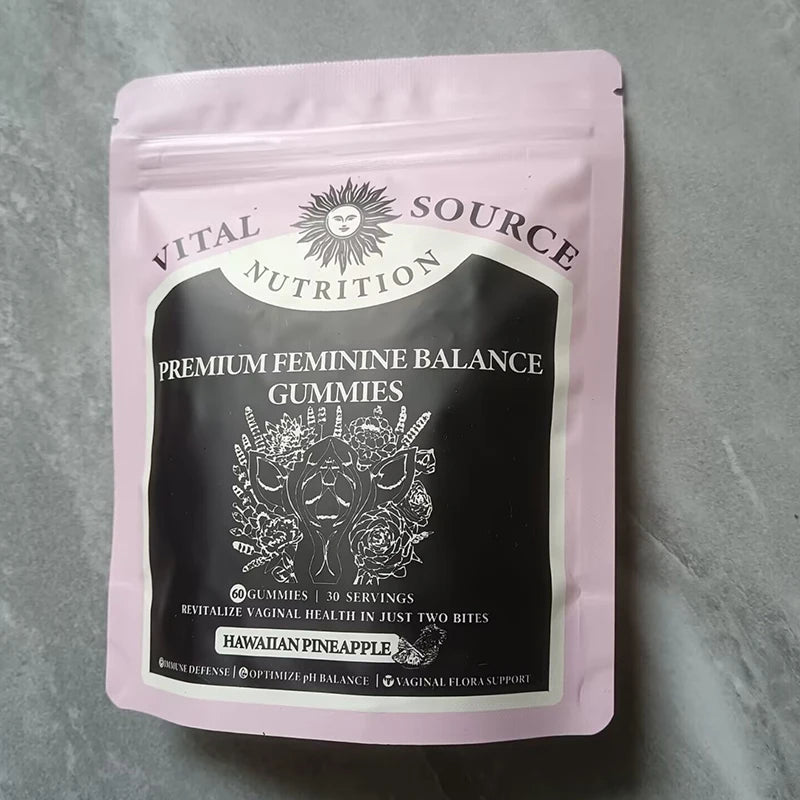 VITAL SOURCE
NUTRITION
PREMIUM FEMININE BALANCE
GUMMIES
60 GUMMIES | 30 SERVINGS
REVITALIZE VAGINAL HEALTH IN JUST TWO BITES
HAWAIIAN PINEAPPLE
IMMUNE DEFENSE | OPTIMIZE pH BALANCE | VAGINAL FLORA SUPPORT